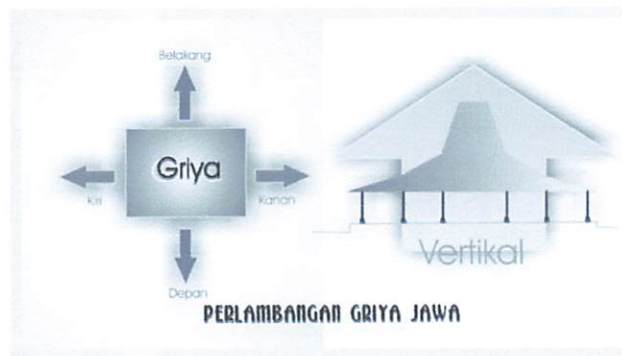 Belakang
Griya
Kiri
Kanan
Vertikal
Depan
PERLAMBANGAN GRIYA JAWA